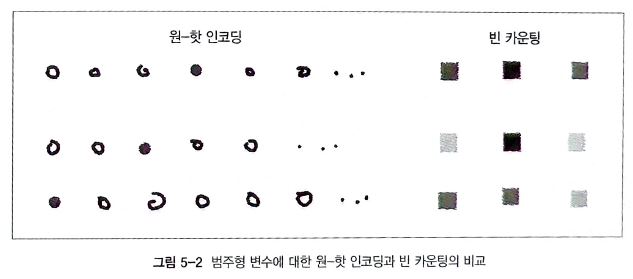 원-핫 인코딩
빈 카운팅
그림 5-2 범주형 변수에 대한 원-핫 인코딩과 빈 카운팅의 비교